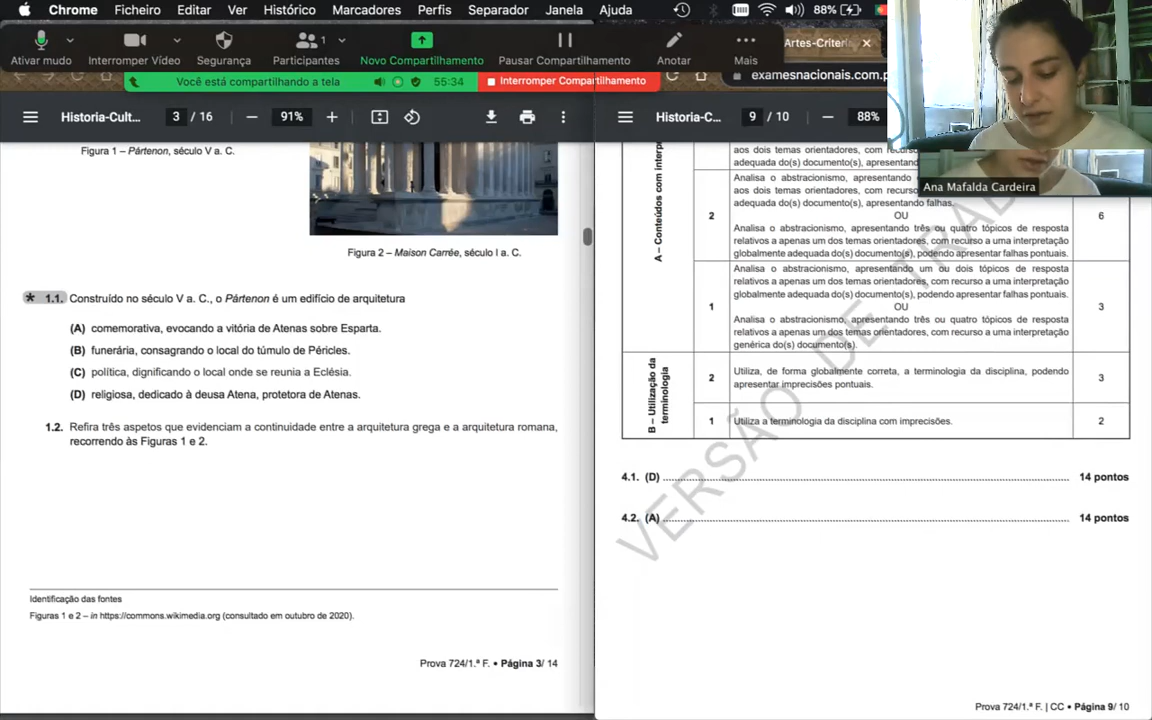 Chrome Ficheiro Editar Ver Histórico Marcadores Perfis Separador Janela Ajuda 88%
Ativar mudo Interromper Vídeo Segurança Participantes 1 Novo Compartilhamento Pausar Compartilhamento Anotar Mais
Você está compartilhando a tela 55:34 Interromper Compartilhamento
Historia-Cult... 3 / 16 91%
Figura 1 – Pártenon, século V a. C.
Figura 2 – Maison Carrée, século I a. C.
* 1.1. Construído no século V a. C., o Pártenon é um edifício de arquitetura
(A) comemorativa, evocando a vitória de Atenas sobre Esparta.
(B) funerária, consagrando o local do túmulo de Péricles.
(C) política, dignificando o local onde se reunia a Eclésia.
(D) religiosa, dedicado à deusa Atena, protetora de Atenas.
1.2. Refira três aspetos que evidenciam a continuidade entre a arquitetura grega e a arquitetura romana,
recorrendo às Figuras 1 e 2.
Identificação das fontes
Figuras 1 e 2 – in https://commons.wikimedia.org (consultado em outubro de 2020).
Prova 724/1.ª F. • Página 3/ 14
Artes-Criteri
examesnacionais.com.p
Historia-C... 9 / 10 88%
Ana Mafalda Cardeira
A – Conteúdos com interp
aos dois temas orientadores, com recurso
adequada do(s) documento(s), apresentand
2
Analisa o abstracionismo, apresentando
aos dois temas orientadores, com recurso
adequada do(s) documento(s), apresentando falhas.
OU
Analisa o abstracionismo, apresentando três ou quatro tópicos de resposta
relativos a apenas um dos temas orientadores, com recurso a uma interpretação
globalmente adequada do(s) documento(s), podendo apresentar falhas pontuais.
6
1
Analisa o abstracionismo, apresentando um ou dois tópicos de resposta
relativos a apenas um dos temas orientadores, com recurso a uma interpretação
globalmente adequada do(s) documento(s), podendo apresentar falhas pontuais.
OU
Analisa o abstracionismo, apresentando três ou quatro tópicos de resposta
relativos a apenas um dos temas orientadores, com recurso a uma interpretação
genérica do(s) documento(s).
3
B – Utilização da
terminologia
2
Utiliza, de forma globalmente correta, a terminologia da disciplina, podendo
apresentar imprecisões pontuais.
3
1 Utiliza a terminologia da disciplina com imprecisões. 2
4.1. (D) 14 pontos
4.2. (A) 14 pontos
VERSÃO DE TRAB
Prova 724/1.ª F. | CC • Página 9/ 10